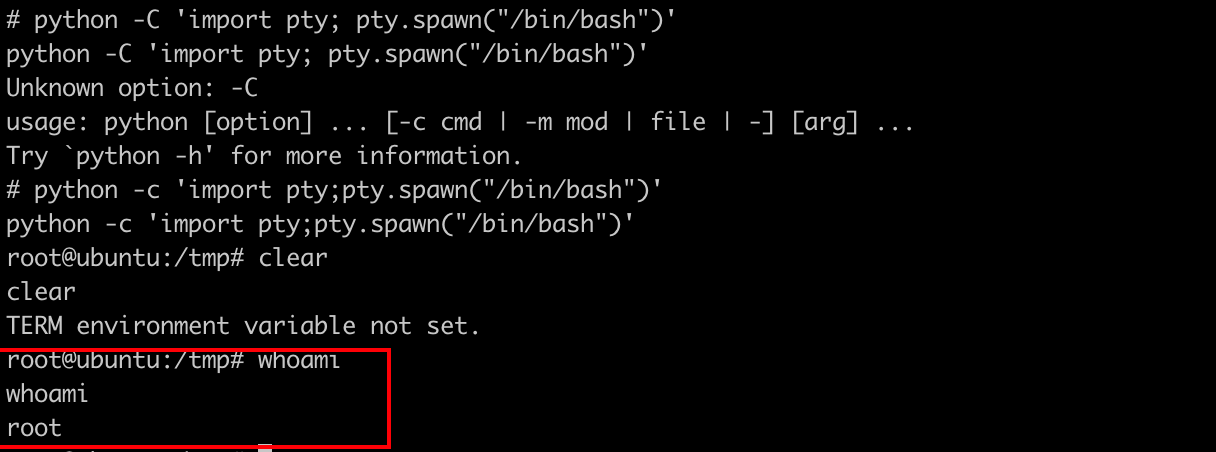 # python -C 'import pty; pty.spawn("/bin/bash")'
python -C 'import pty; pty.spawn("/bin/bash")'
Unknown option: -C
usage: python [option] ... [-c cmd | -m mod | file | -] [arg] ...
Try `python -h' for more information.
# python -c 'import pty;pty.spawn("/bin/bash")'
python -c 'import pty;pty.spawn("/bin/bash")'
root@ubuntu:/tmp# clear
clear
TERM environment variable not set.
root@ubuntu:/tmp# whoami
whoami
root